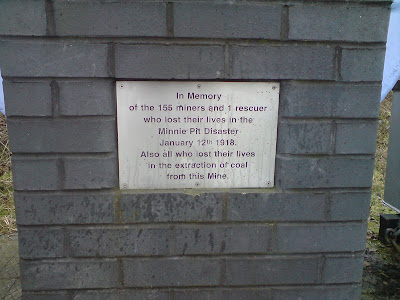 In Memory
of the 155 miners and 1 rescuer
who lost their lives in the
Minnie Pit Disaster
January 12th 1918.
Also all who lost their lives
in the extraction of coal
from this Mine.